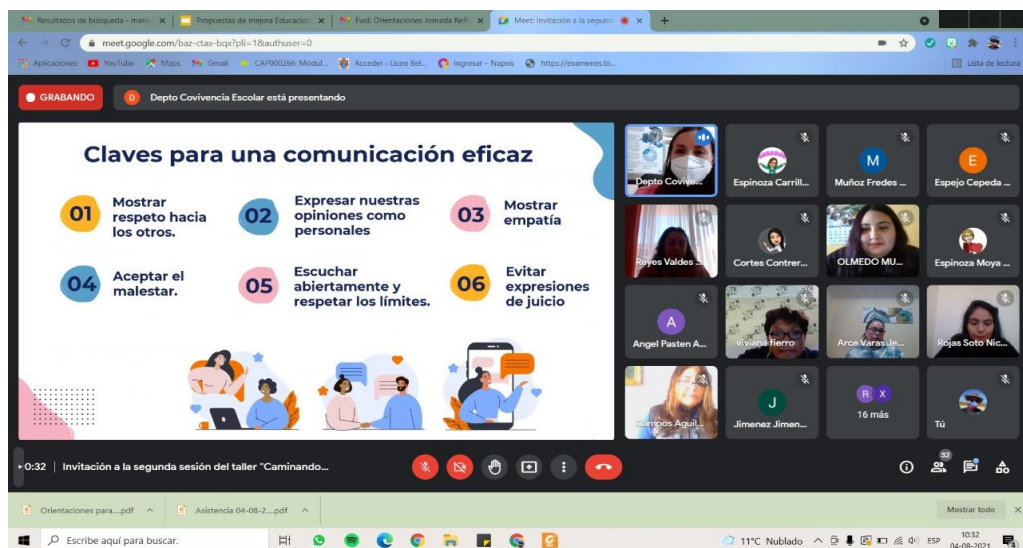 Resultados de búsqueda - mario
Propuestas de mejora Educacion
Fwd: Orientaciones Jornada Refle
Meet: Invitación a la segund
meet.google.com/baz-ctax-bqx?pli=1&authuser=0
Aplicaciones
YouTube
Maps
Gmail
CAP000266: Módul...
Acceder - Liceo Bel...
Ingresar – Napsis
https://examenes.bi...
Lista de lectura
GRABANDO
D
Depto Covivencia Escolar está presentando
Claves para una comunicación eficaz
01
Mostrar
respeto hacia
los otros.
02
Expresar nuestras
opiniones como
personales
03
Mostrar
empatía
04
Aceptar el
malestar.
05
Escuchar
abiertamente y
respetar los límites.
06
Evitar
expresiones
de juicio
Depto Covive...
Espinoza Carrill...
M
Muñoz Fredes ...
E
Espejo Cepeda ...
Reyes Valdes ...
Cortes Contrer...
OLMEDO MU...
Espinoza Moya ...
A
Angel Pasten A...
viviana fierro
Arce Varas Je...
Rojas Soto Nic...
Campos Aguil...
J
Jimenez Jimen...
R X
16 más
Tú
0:32 | Invitación a la segunda sesión del taller "Caminando...
32
Orientaciones para....pdf
Asistencia 04-08-2....pdf
Mostrar todo
Escribe aquí para buscar.
11°C Nublado
ESP
10:32
04-08-2021